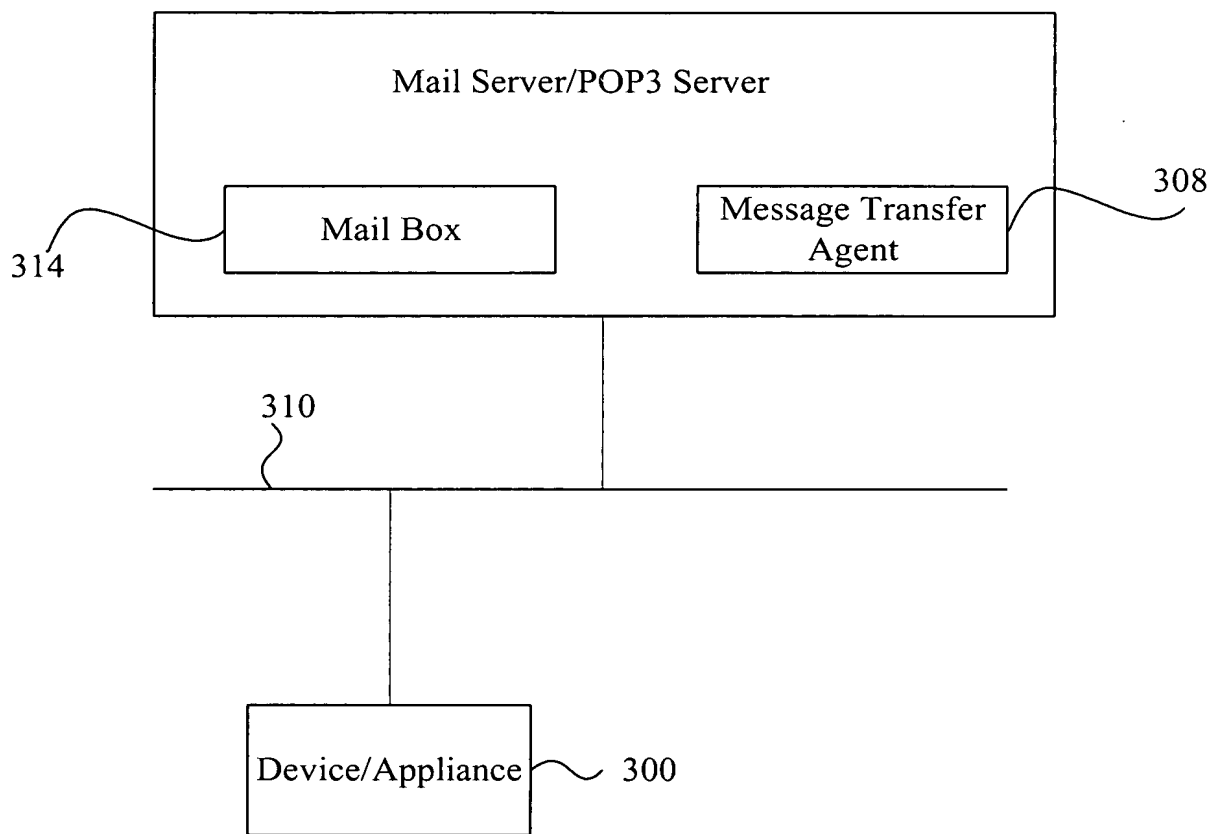 Mail Server/POP3 Server
308
Mail Box
Message Transfer
Agent
314
310
Device/Appliance
300